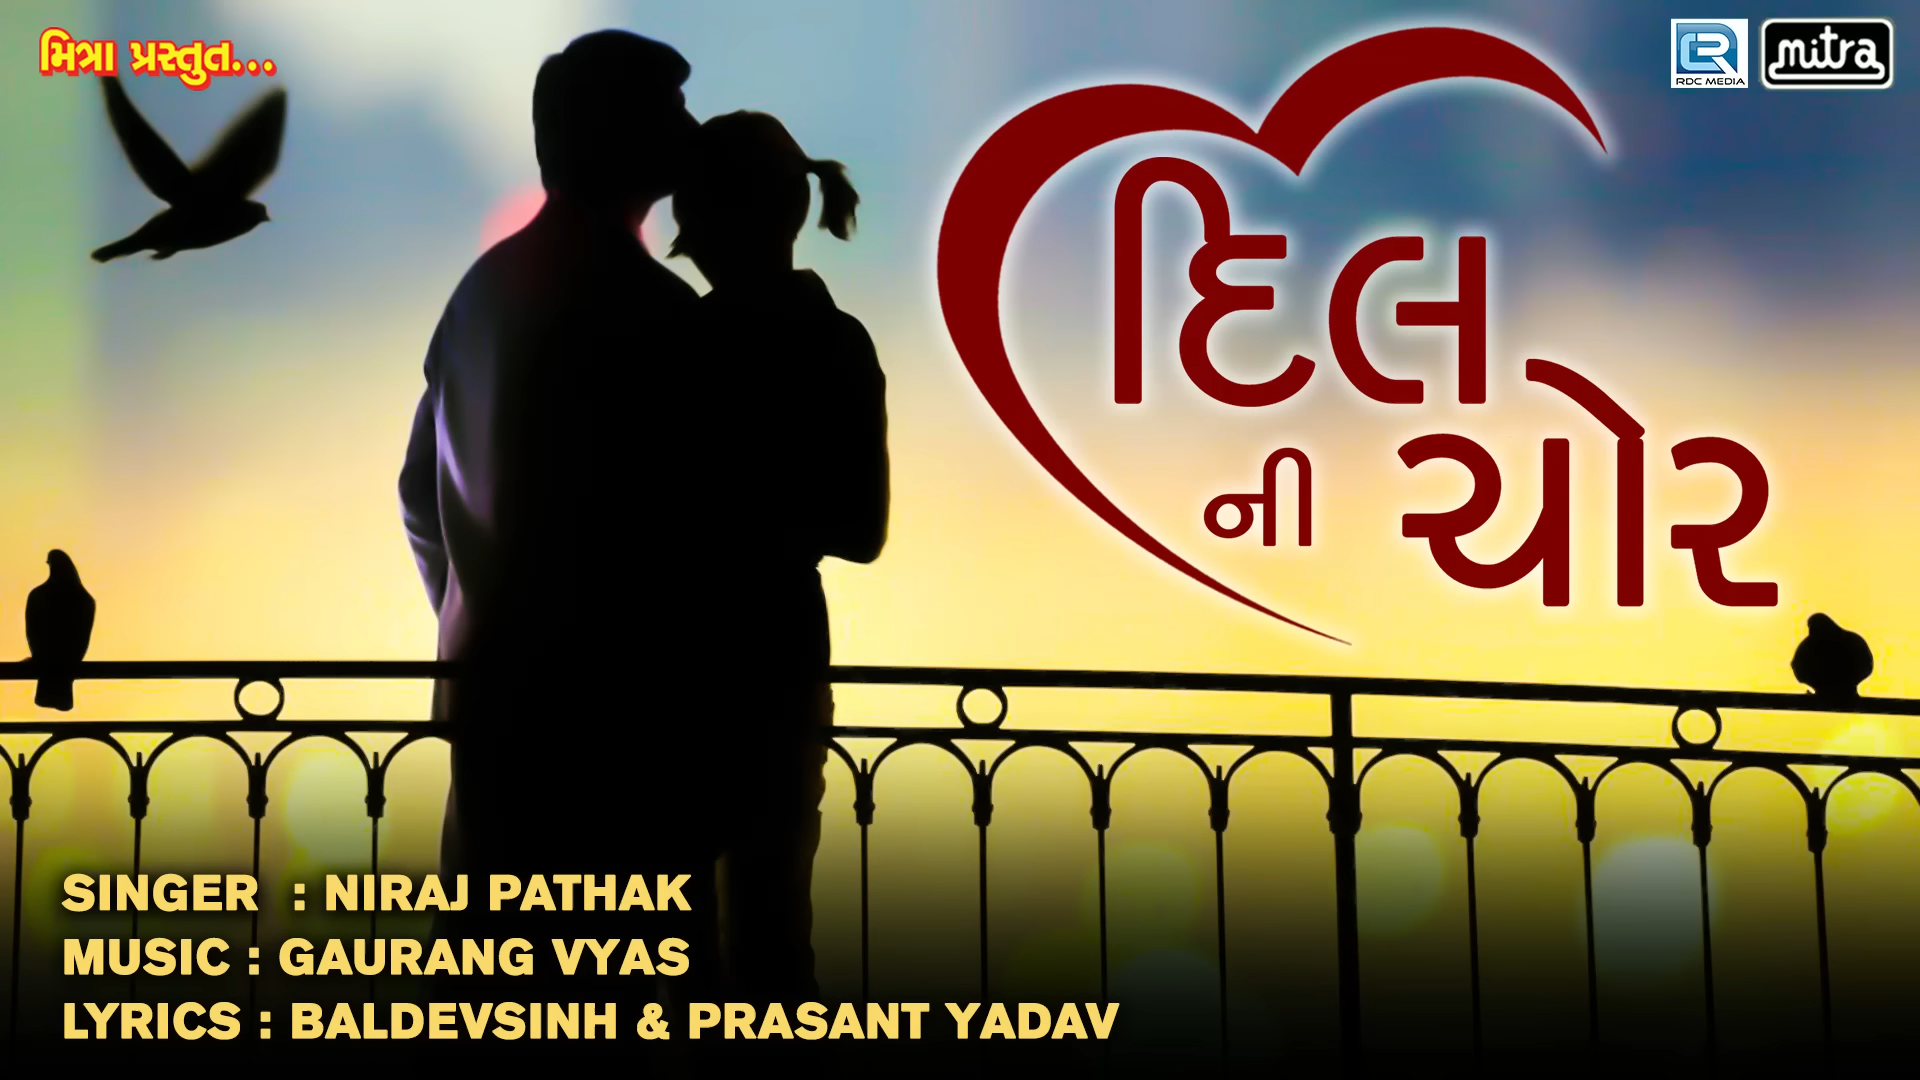 મિત્રા પ્રસ્તુત...
RDC MEDIA
mitra
દિલ
ની ચોર
SINGER : NIRAJ PATHAK
MUSIC : GAURANG VYAS
LYRICS : BALDEVSINH & PRASANT YADAV